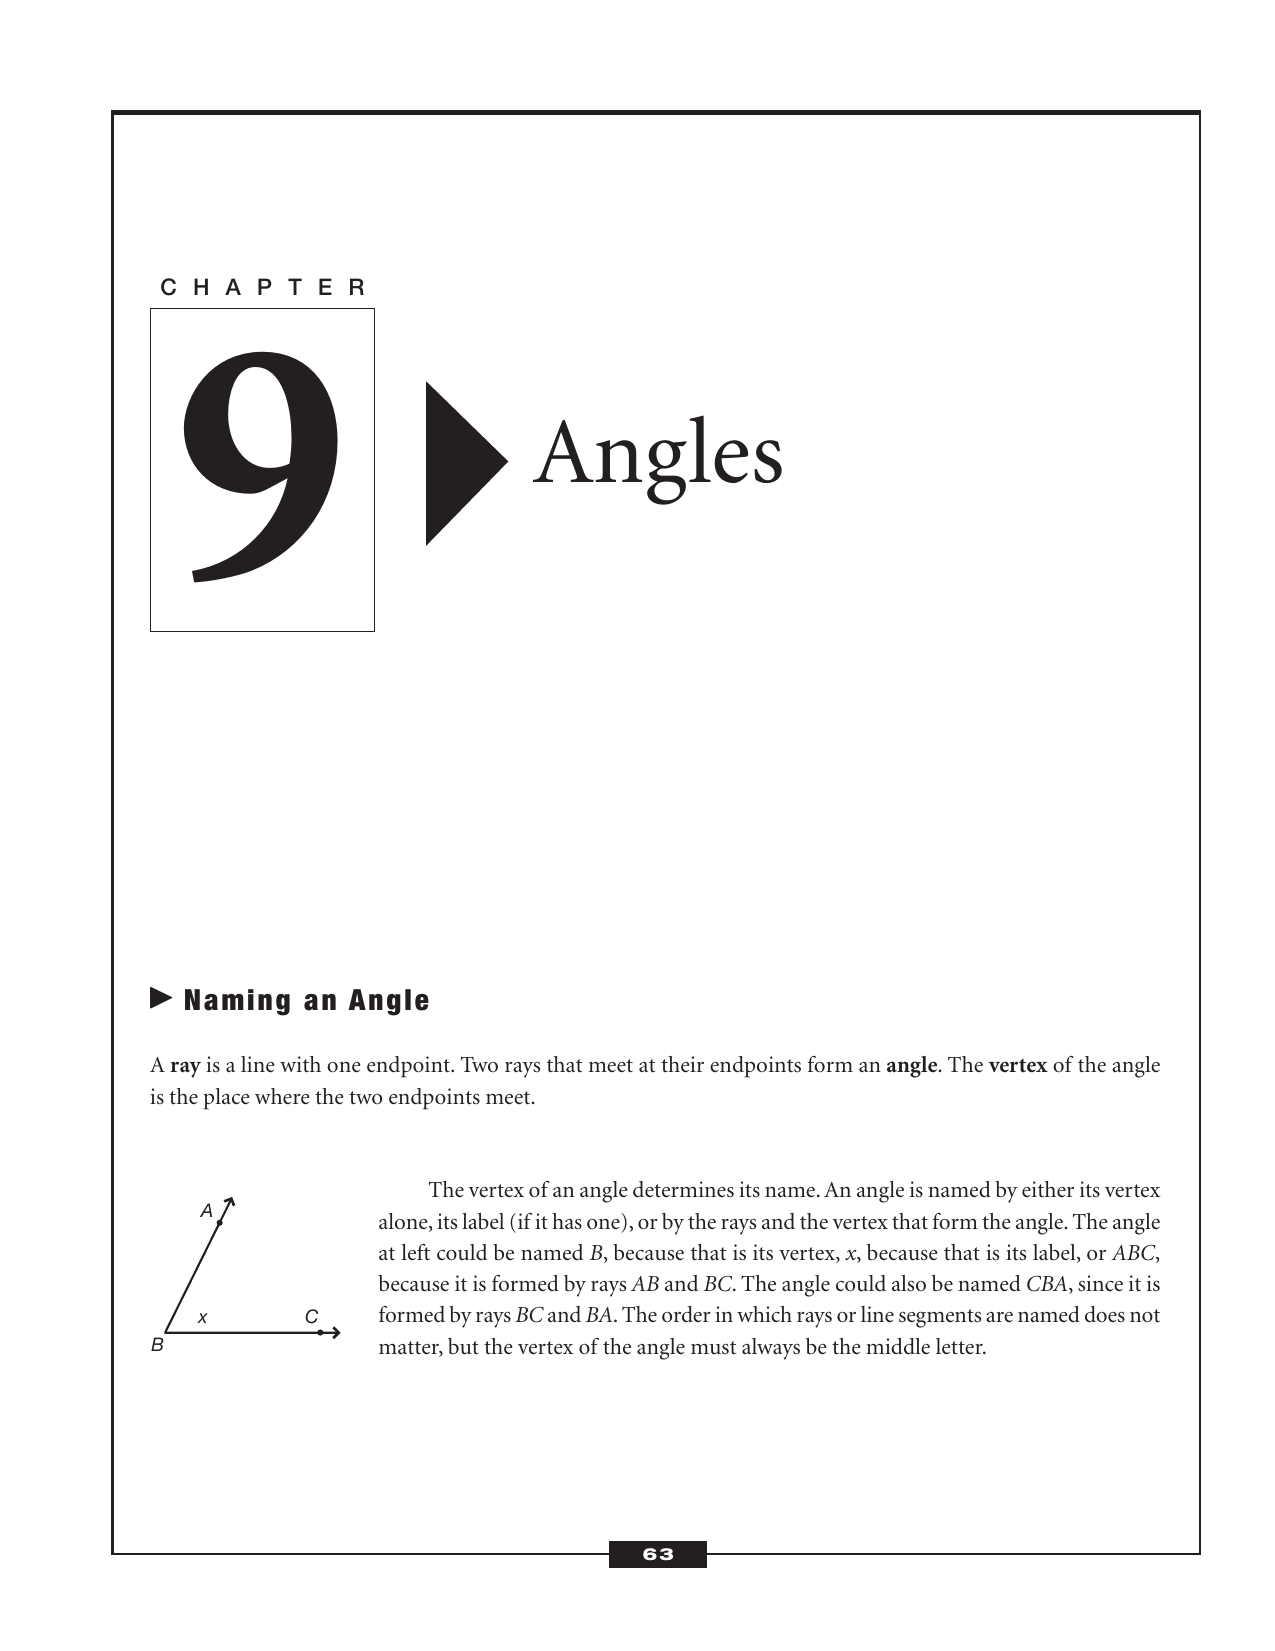 CHAPTER
9
Angles
Naming an Angle
A ray is a line with one endpoint. Two rays that meet at their endpoints form an angle. The vertex of the angle
is the place where the two endpoints meet.
The vertex of an angle determines its name. An angle is named by either its vertex
alone, its label (if it has one), or by the rays and the vertex that form the angle. The angle
at left could be named B, because that is its vertex, x, because that is its label, or ABC,
because it is formed by rays AB and BC. The angle could also be named CBA, since it is
formed by rays BC and BA. The order in which rays or line segments are named does not
matter, but the vertex of the angle must always be the middle letter.
A
x
C
B
63